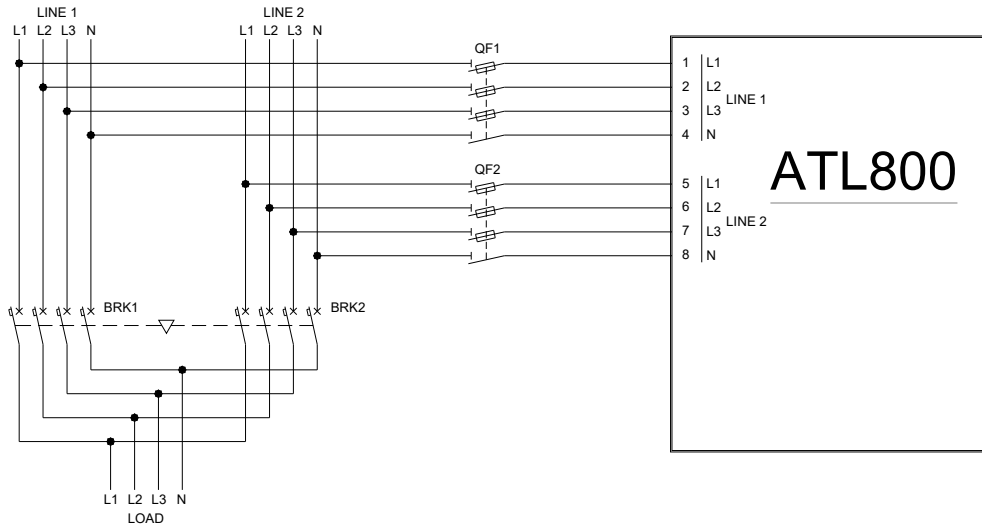 LINE 1 LINE 2
L1 L2 L3 N L1 L2 L3 N
QF1
1 L1
2 L2
3 L3
4 N
LINE 1
QF2
5 L1
6 L2
7 L3
8 N
LINE 2
ATL800
BRK1 BRK2
L1 L2 L3 N
LOAD